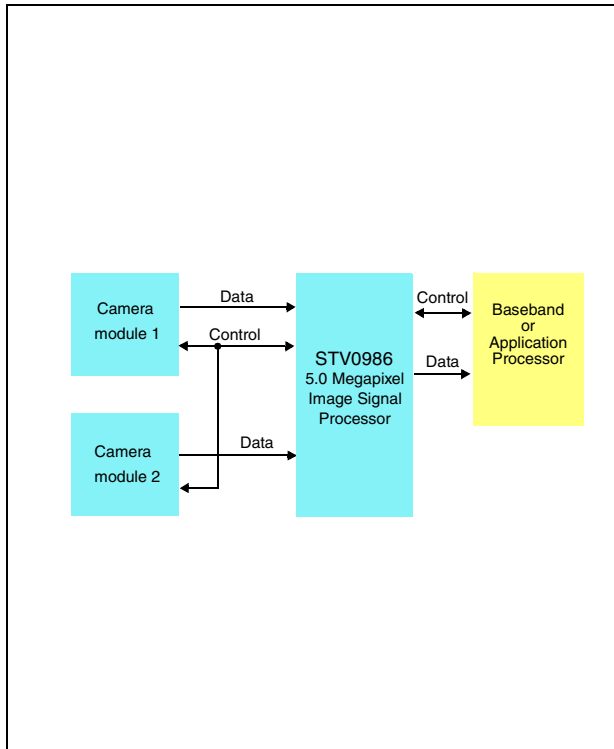 Camera
module 1
Data
Control
Camera
module 2
Data
STV0986
5.0 Megapixel
Image Signal
Processor
Control
Data
Baseband
or
Application
Processor